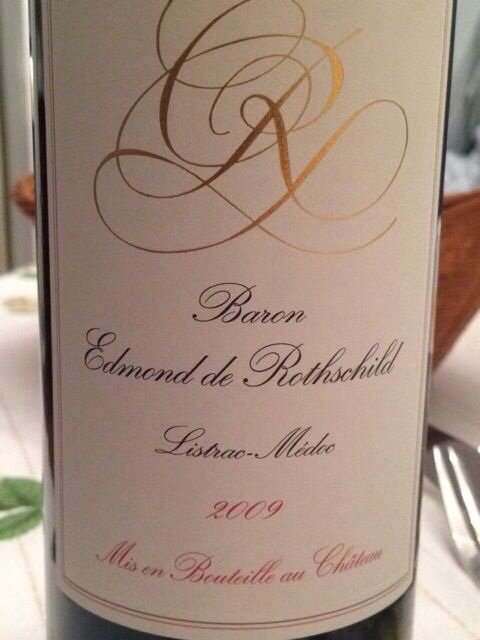 Baron
Edmond de Rothschild
Listrac-Médoc
2009
Mis en Bouteille au Château